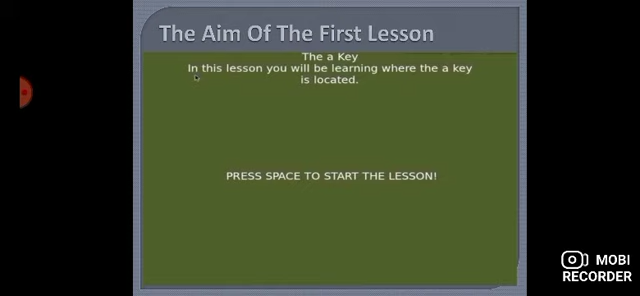 The Aim Of The First Lesson
The a Key
In this lesson you will be learning where the a key
is located.
PRESS SPACE TO START THE LESSON!
MOBI
RECORDER